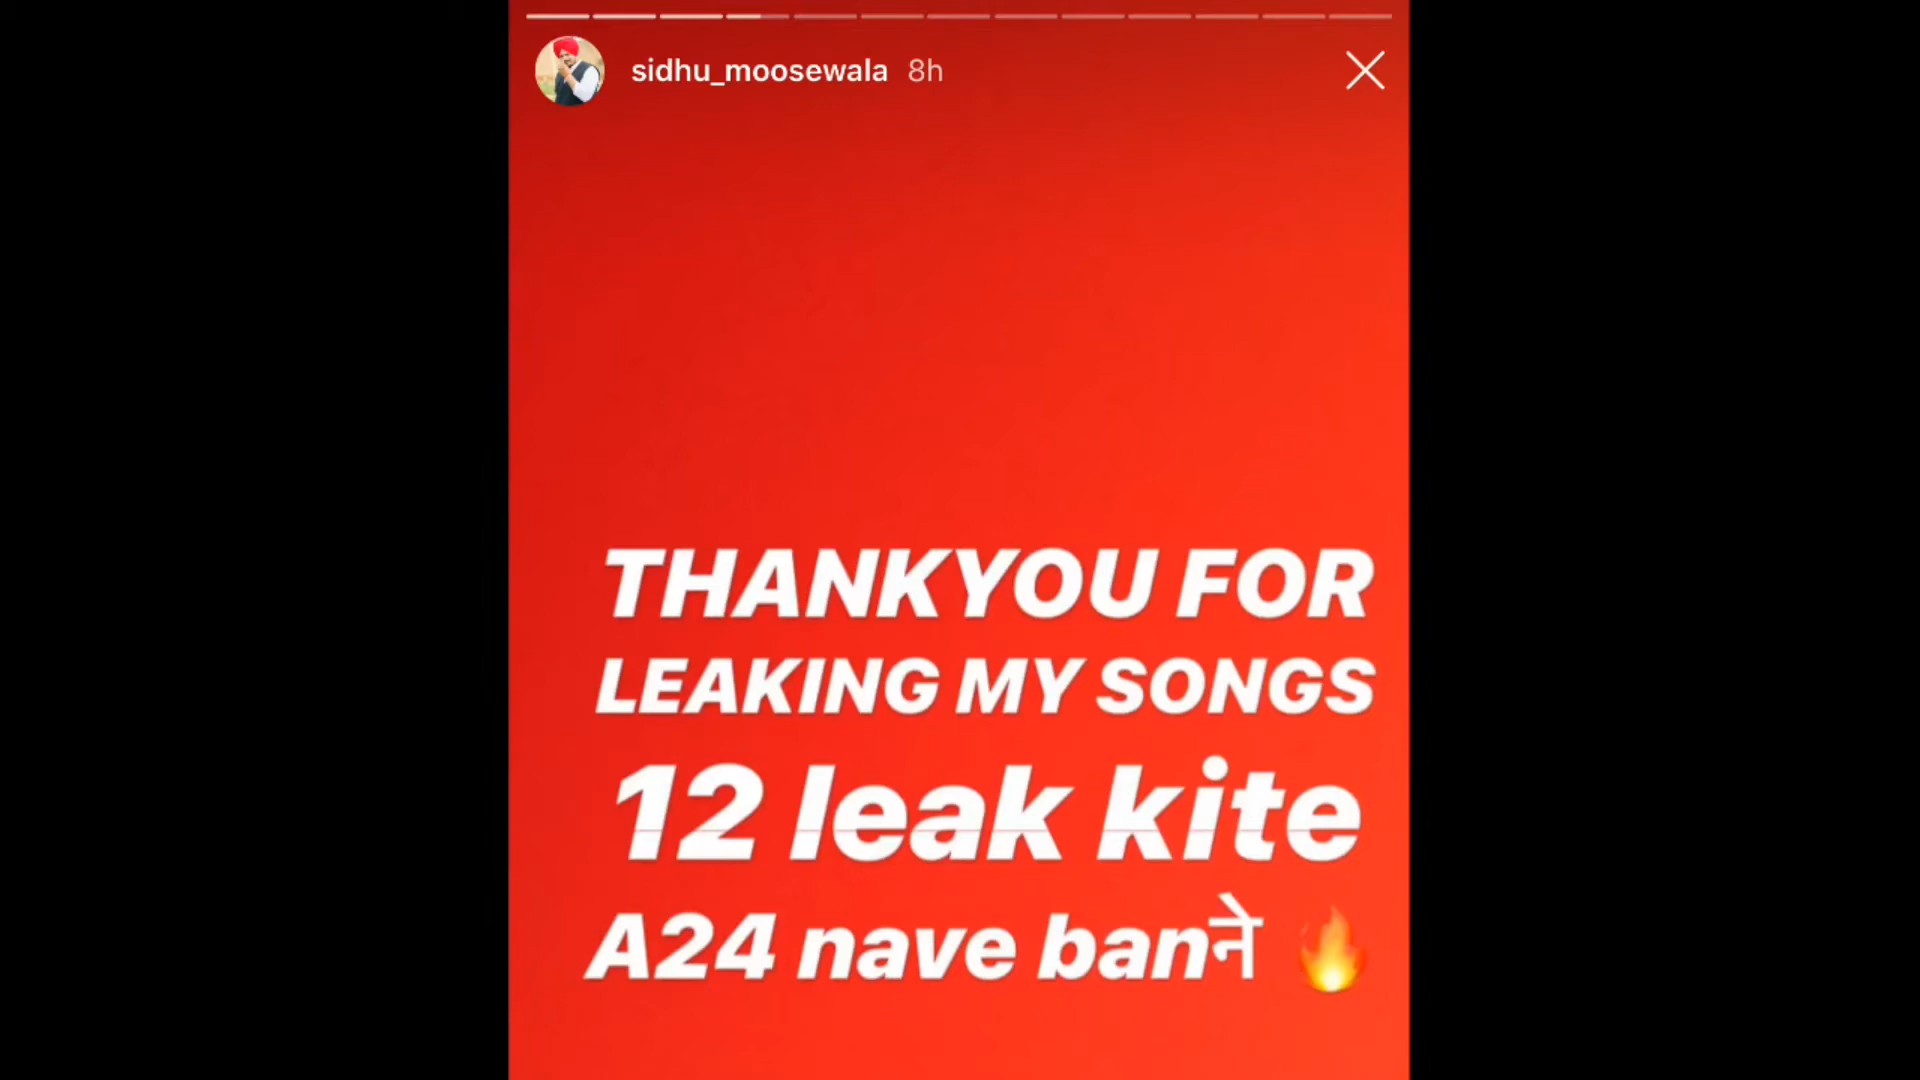 sidhu_moosewala 8h
THANKYOU FOR
LEAKING MY SONGS
12 leak kite
A24 nave banने 🔥